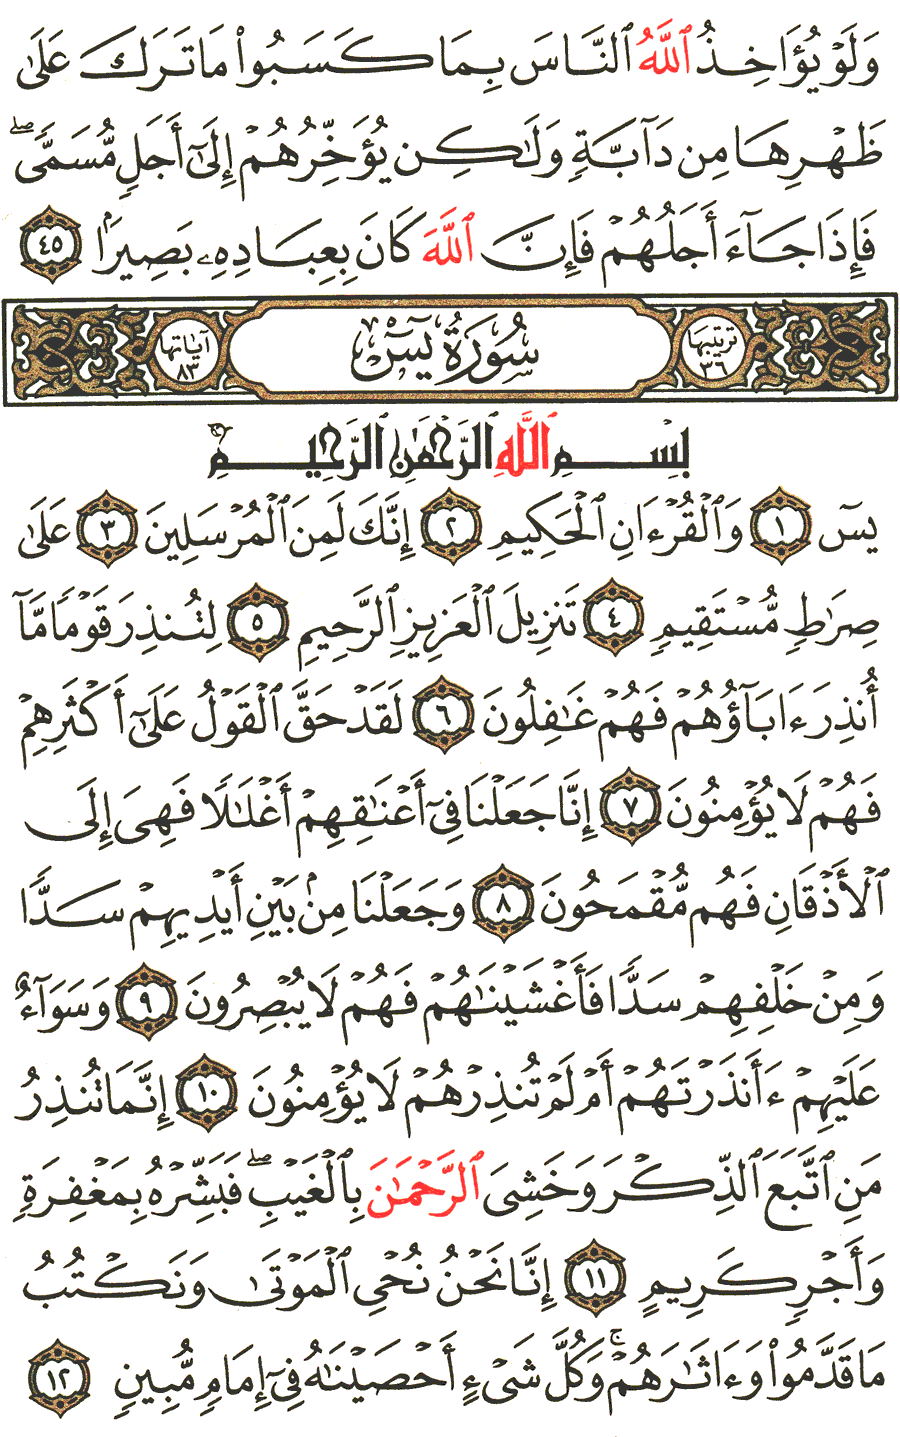 وَلَوْ يُؤَاخِذُ ٱللَّهُ ٱلنَّاسَ بِمَا كَسَبُوا۟ مَا تَرَكَ عَلَىٰ
ظَهْرِهَا مِن دَآبَّةٍ وَلَٰكِن يُؤَخِّرُهُمْ إِلَىٰٓ أَجَلٍ مُّسَمًّى ۖ
فَإِذَا جَآءَ أَجَلُهُمْ فَإِنَّ ٱللَّهَ كَانَ بِعِبَادِهِۦ بَصِيرًۢا ٤٥
ترتيبها ٣٦ سُورَةُ يسٓ آياتها ٨٣
بِسْمِ ٱللَّهِ ٱلرَّحْمَٰنِ ٱلرَّحِيمِ
يسٓ ١ وَٱلْقُرْءَانِ ٱلْحَكِيمِ ٢ إِنَّكَ لَمِنَ ٱلْمُرْسَلِينَ ٣ عَلَىٰ
صِرَٰطٍ مُّسْتَقِيمٍ ٤ تَنزِيلَ ٱلْعَزِيزِ ٱلرَّحِيمِ ٥ لِتُنذِرَ قَوْمًا مَّآ
أُنذِرَ ءَابَآؤُهُمْ فَهُمْ غَٰفِلُونَ ٦ لَقَدْ حَقَّ ٱلْقَوْلُ عَلَىٰٓ أَكْثَرِهِمْ
فَهُمْ لَا يُؤْمِنُونَ ٧ إِنَّا جَعَلْنَا فِىٓ أَعْنَٰقِهِمْ أَغْلَٰلًا فَهِىَ إِلَى
ٱلْأَذْقَانِ فَهُم مُّقْمَحُونَ ٨ وَجَعَلْنَا مِنۢ بَيْنِ أَيْدِيهِمْ سَدًّا
وَمِنْ خَلْفِهِمْ سَدًّا فَأَغْشَيْنَٰهُمْ فَهُمْ لَا يُبْصِرُونَ ٩ وَسَوَآءٌ
عَلَيْهِمْ ءَأَنذَرْتَهُمْ أَمْ لَمْ تُنذِرْهُمْ لَا يُؤْمِنُونَ ١٠ إِنَّمَا تُنذِرُ
مَنِ ٱتَّبَعَ ٱلذِّكْرَ وَخَشِىَ ٱلرَّحْمَٰنَ بِٱلْغَيْبِ ۖ فَبَشِّرْهُ بِمَغْفِرَةٍ
وَأَجْرٍ كَرِيمٍ ١١ إِنَّا نَحْنُ نُحْىِ ٱلْمَوْتَىٰ وَنَكْتُبُ
مَا قَدَّمُوا۟ وَءَاثَٰرَهُمْ ۚ وَكُلَّ شَىْءٍ أَحْصَيْنَٰهُ فِىٓ إِمَامٍ مُّبِينٍ ١٢